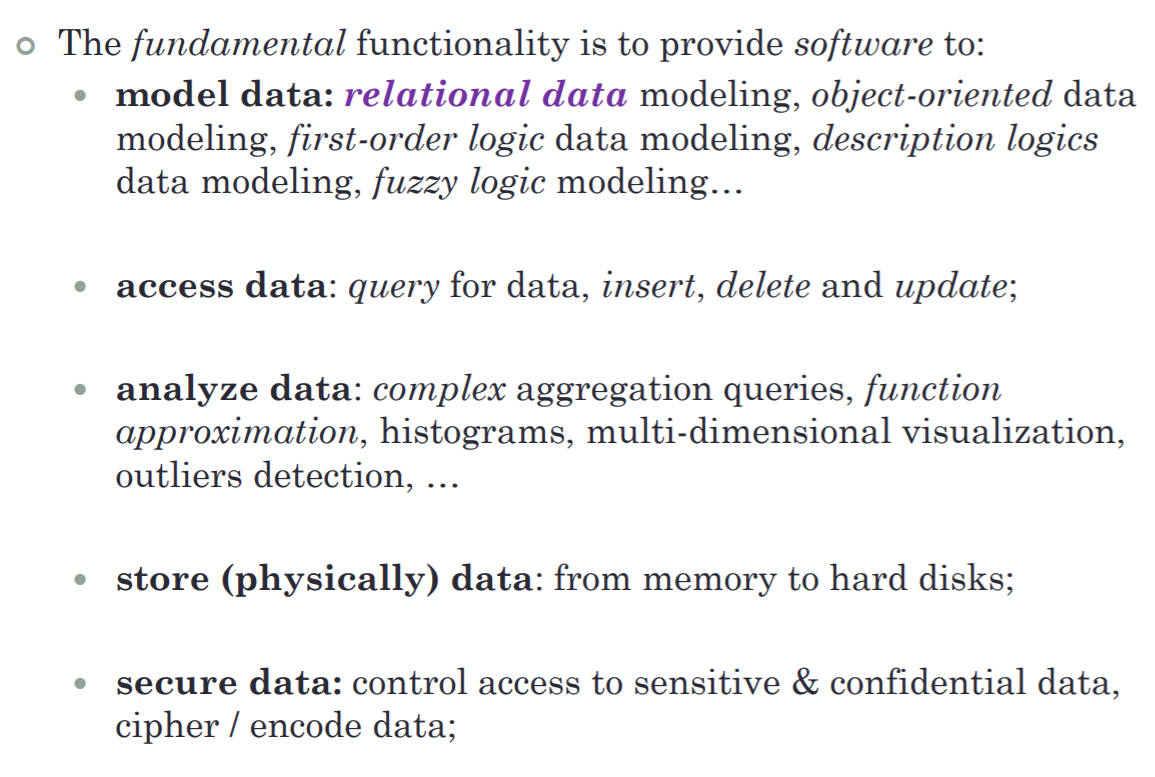 The fundamental functionality is to provide software to:
model data: relational data modeling, object-oriented data
modeling, first-order logic data modeling, description logics
data modeling, fuzzy logic modeling…
access data: query for data, insert, delete and update;
analyze data: complex aggregation queries, function
approximation, histograms, multi-dimensional visualization,
outliers detection, …
store (physically) data: from memory to hard disks;
secure data: control access to sensitive & confidential data,
cipher / encode data;